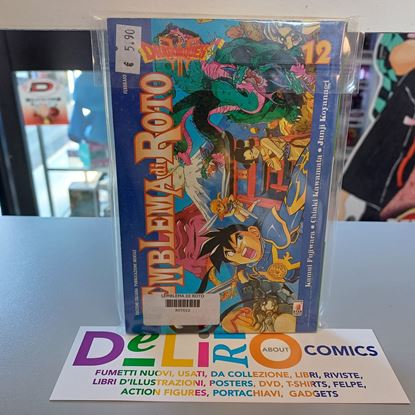 € 5.90
DRAGON QUEST
12
L'EMBLEMA di ROTO
Kamui Fujiwara • Chiaki Kawamata • Junji Koyanagi
L'EMBLEMA DI ROTO
DeLiRio
ABOUT COMICS
FUMETTI NUOVI, USATI, DA COLLEZIONE, LIBRI, RIVISTE,
LIBRI D'ILLUSTRAZIONI, POSTERS, DVD, T-SHIRTS, FELPE,
ACTION FIGURES, PORTACHIAVI, GADGETS